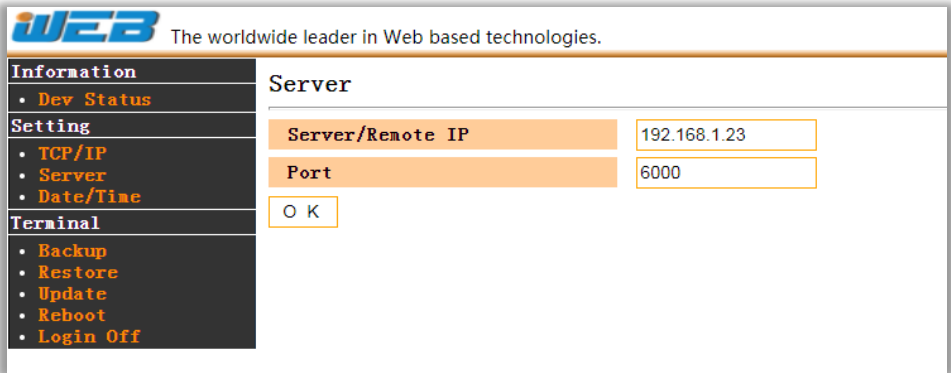 iWEB The worldwide leader in Web based technologies.
Information
• Dev Status
Setting
• TCP/IP
• Server
• Date/Time
Terminal
• Backup
• Restore
• Update
• Reboot
• Login Off
Server
Server/Remote IP 192.168.1.23
Port 6000
O K